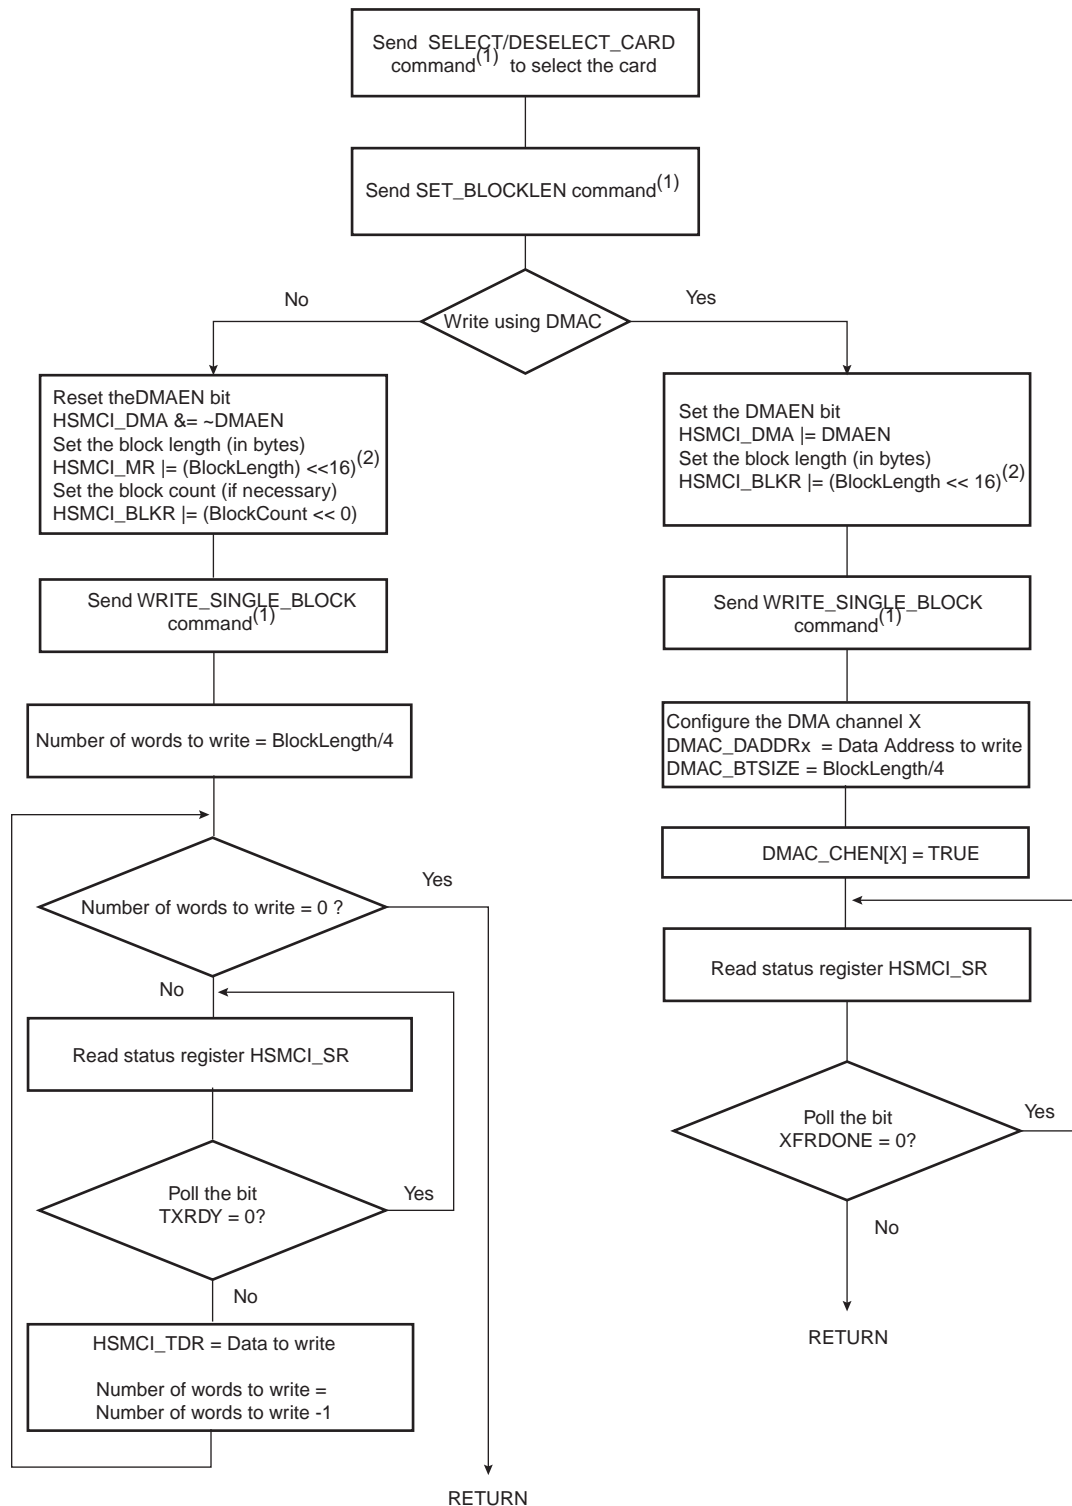 Send SELECT/DESELECT_CARD
command(1) to select the card
Send SET_BLOCKLEN command(1)
No
Yes
Write using DMAC
Reset theDMAEN bit
HSMCI_DMA &= ~DMAEN
Set the block length (in bytes)
HSMCI_MR |= (BlockLength) <<16)(2)
Set the block count (if necessary)
HSMCI_BLKR |= (BlockCount << 0)
Send WRITE_SINGLE_BLOCK
command(1)
Number of words to write = BlockLength/4
Number of words to write = 0 ?
Yes
No
Read status register HSMCI_SR
Poll the bit
TXRDY = 0?
Yes
No
HSMCI_TDR = Data to write
Number of words to write =
Number of words to write -1
RETURN
Set the DMAEN bit
HSMCI_DMA |= DMAEN
Set the block length (in bytes)
HSMCI_BLKR |= (BlockLength << 16)(2)
Send WRITE_SINGLE_BLOCK
command(1)
Configure the DMA channel X
DMAC_DADDRx = Data Address to write
DMAC_BTSIZE = BlockLength/4
DMAC_CHEN[X] = TRUE
Read status register HSMCI_SR
Poll the bit
XFRDONE = 0?
Yes
No
RETURN